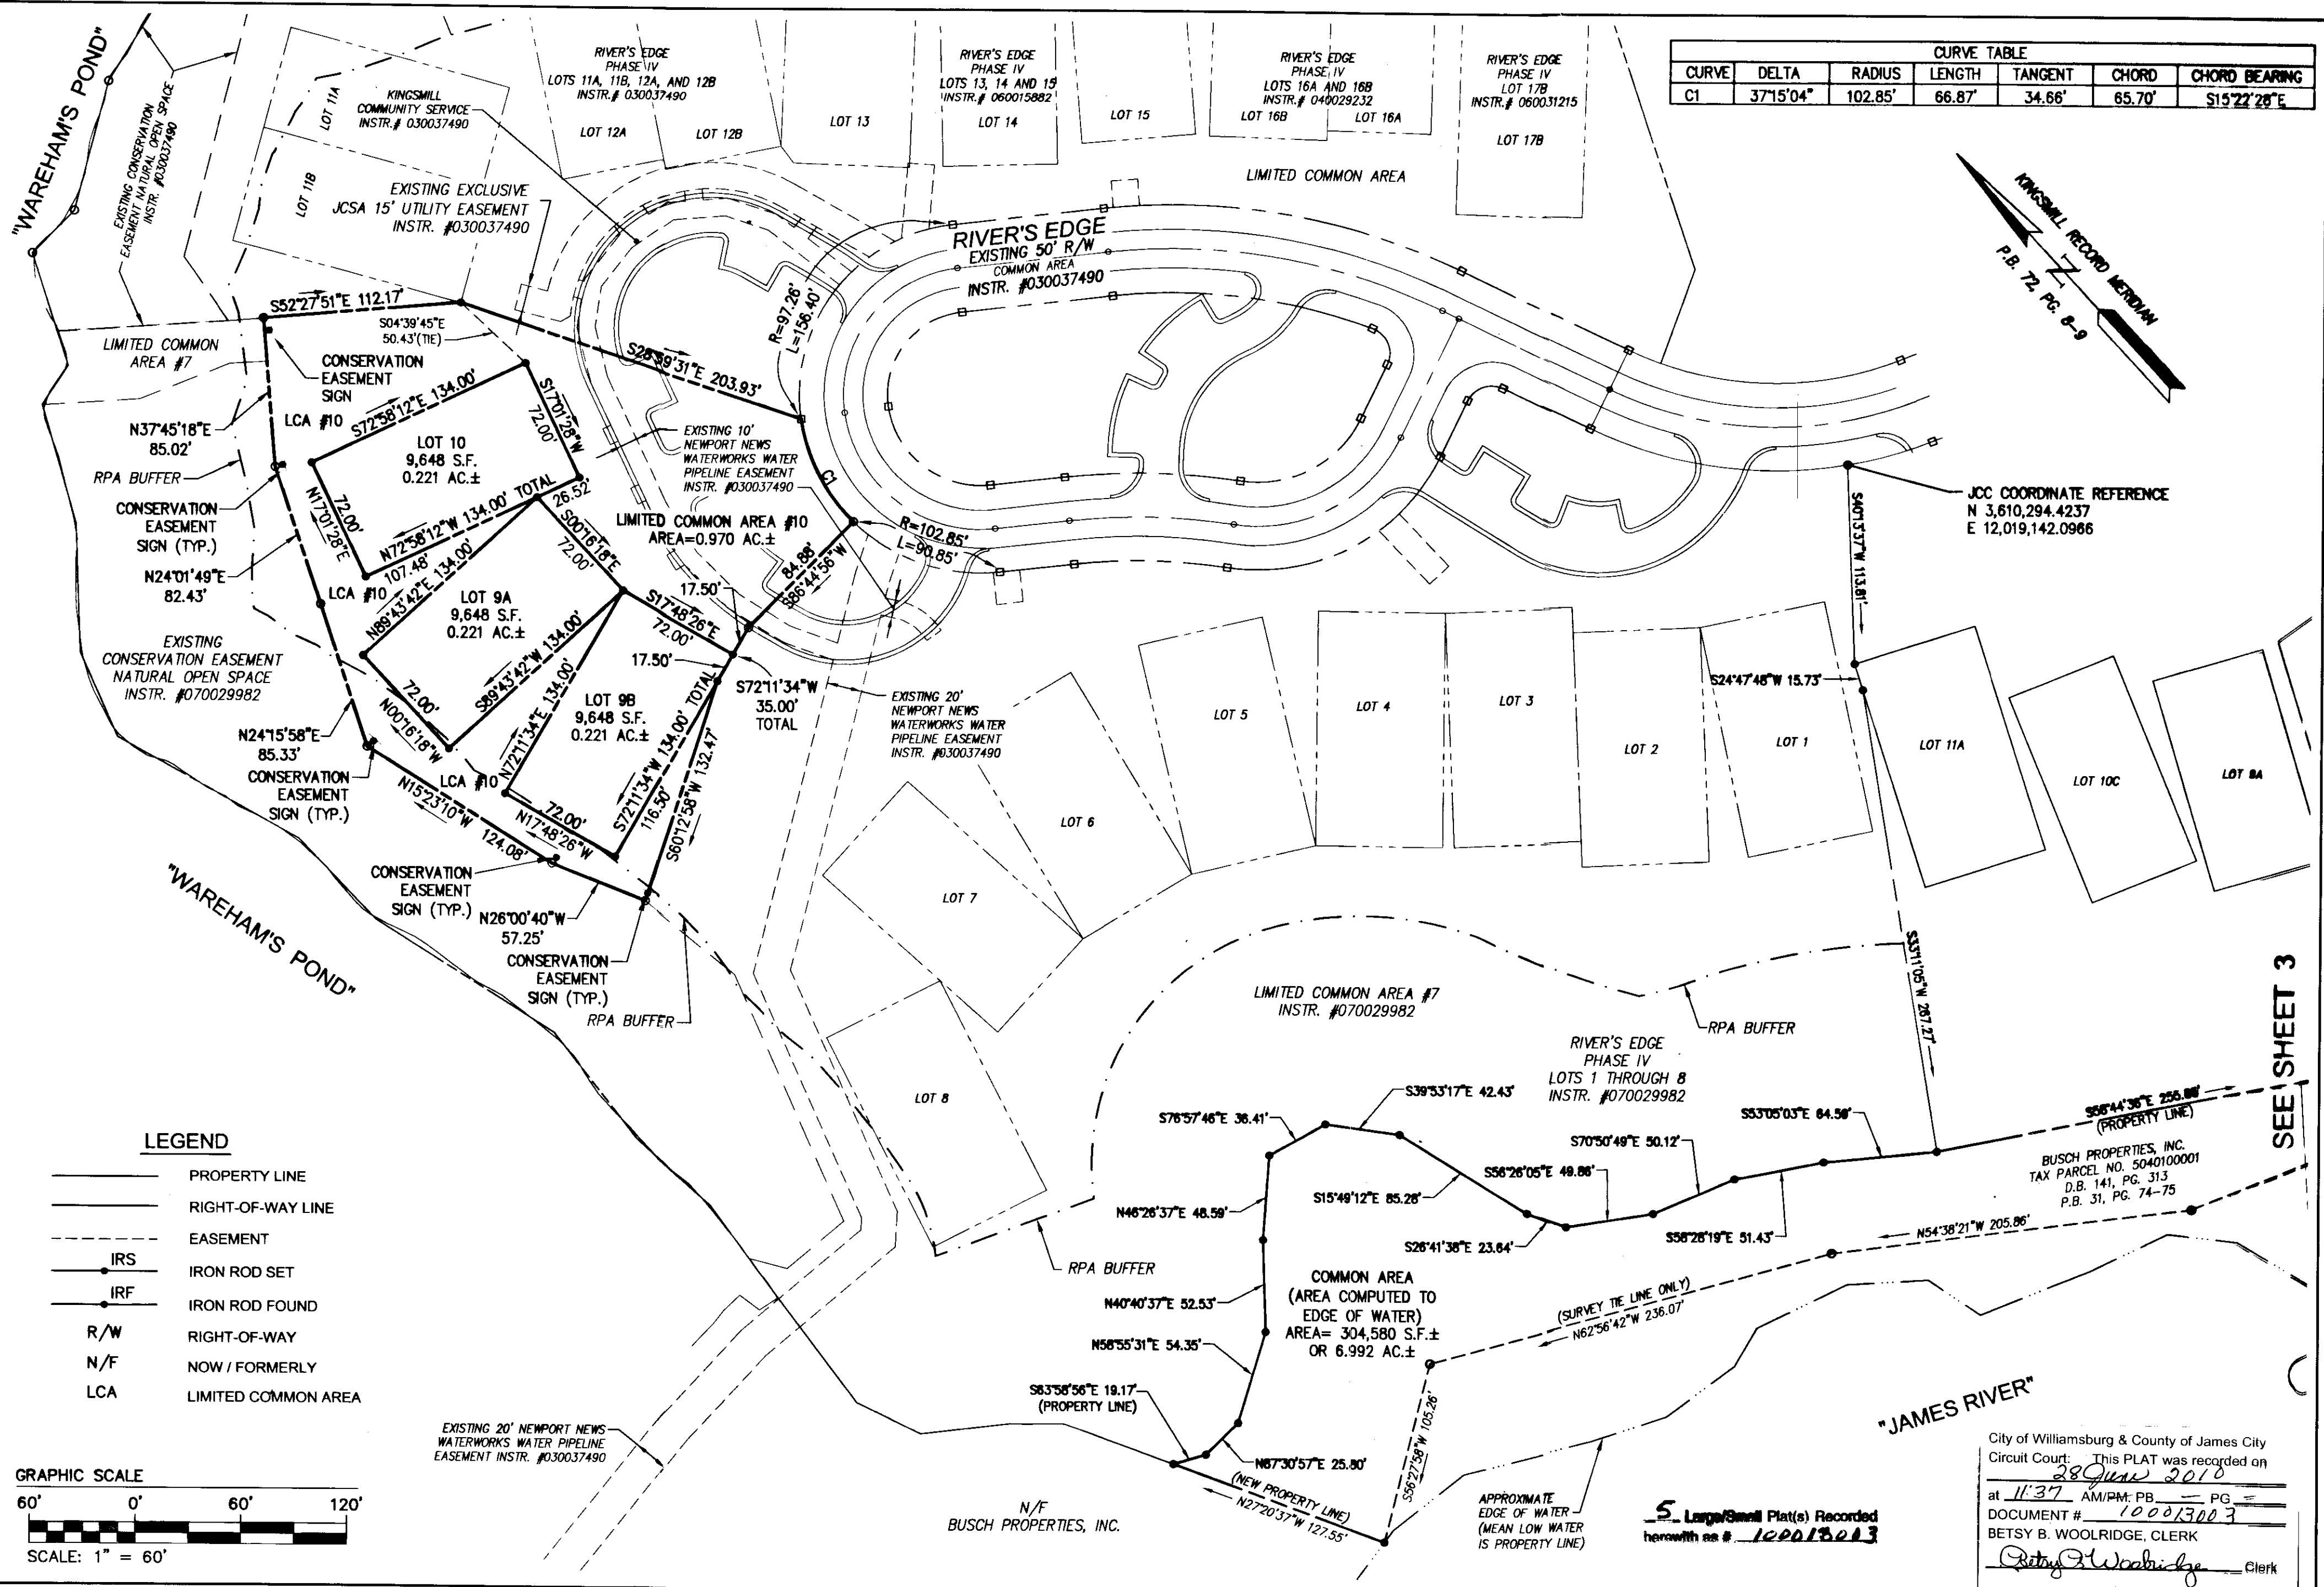 "WAREHAM'S POND"
EXISTING CONSERVATION
EASEMENT NATURAL OPEN SPACE
INSTR. #030037490
LOT 11A
LOT 11B
KINGSMILL
COMMUNITY SERVICE
INSTR.# 030037490
RIVER'S EDGE
PHASE IV
LOTS 11A, 11B, 12A, AND 12B
INSTR.# 030037490
LOT 12A
LOT 12B
LOT 13
RIVER'S EDGE
PHASE IV
LOTS 13, 14 AND 15
INSTR.# 060015882
LOT 14
LOT 15
RIVER'S EDGE
PHASE IV
LOTS 16A AND 16B
INSTR.# 040029232
LOT 16B
LOT 16A
RIVER'S EDGE
PHASE IV
LOT 17B
INSTR.# 060031215
LOT 17B
LIMITED COMMON AREA
CURVE TABLE
CURVE DELTA RADIUS LENGTH TANGENT CHORD CHORD BEARING
C1 37°15'04" 102.85' 66.87' 34.66' 65.70' S15°22'28"E
KINGSMILL RECORD MERIDIAN
N
P.B. 72, PG. 8-9
EXISTING EXCLUSIVE
JCSA 15' UTILITY EASEMENT
INSTR. #030037490
RIVER'S EDGE
EXISTING 50' R/W
COMMON AREA
INSTR. #030037490
R=97.26'
L=156.40'
S52°27'51"E 112.17'
S04°39'45"E
50.43'(TIE)
S28°59'31"E 203.93'
LIMITED COMMON
AREA #7
CONSERVATION
EASEMENT
SIGN
LCA #10
S72°58'12"E 134.00'
S17°01'28"W
72.00'
N37°45'18"E
85.02'
RPA BUFFER
LOT 10
9,648 S.F.
0.221 AC.±
N17°01'28"E
72.00'
N72°58'12"W 134.00' TOTAL
107.48'
26.52'
EXISTING 10'
NEWPORT NEWS
WATERWORKS WATER
PIPELINE EASEMENT
INSTR. #030037490
C1
CONSERVATION
EASEMENT
SIGN (TYP.)
N24°01'49"E
82.43'
LCA #10
N89°43'42"E 134.00'
S00°16'18"E
72.00'
LOT 9A
9,648 S.F.
0.221 AC.±
LIMITED COMMON AREA #10
AREA=0.970 AC.±
R=102.85'
L=90.85'
84.88'
S86°44'56"W
17.50'
S17°48'26"E
72.00'
17.50'
S72°11'34"W
35.00'
TOTAL
EXISTING
CONSERVATION EASEMENT
NATURAL OPEN SPACE
INSTR. #070029982
S89°43'42"W 134.00'
72.00'
N00°16'18"W
N72°11'34"E 134.00'
LOT 9B
9,648 S.F.
0.221 AC.±
S72°11'34"W 134.00' TOTAL
116.50'
S60°12'58"W 132.47'
EXISTING 20'
NEWPORT NEWS
WATERWORKS WATER
PIPELINE EASEMENT
INSTR. #030037490
N24°15'58"E
85.33'
CONSERVATION
EASEMENT
SIGN (TYP.)
LCA #10
N15°23'10"W
124.08'
72.00'
N17°48'26"W
CONSERVATION
EASEMENT
SIGN (TYP.)
N26°00'40"W
57.25'
CONSERVATION
EASEMENT
SIGN (TYP.)
RPA BUFFER
"WAREHAM'S POND"
JCC COORDINATE REFERENCE
N 3,610,294.4237
E 12,019,142.0966
S40°13'37"W 113.81'
S24°47'48"W 15.73'
LOT 5
LOT 4
LOT 3
LOT 2
LOT 1
LOT 11A
LOT 10C
LOT 9A
LOT 6
LOT 7
LOT 8
S33°11'05"W 287.27'
LIMITED COMMON AREA #7
INSTR. #070029982
RPA BUFFER
RIVER'S EDGE
PHASE IV
LOTS 1 THROUGH 8
INSTR. #070029982
SEE SHEET 3
S76°57'46"E 36.41'
S39°53'17"E 42.43'
S15°49'12"E 85.28'
S26°41'38"E 23.64'
S56°26'05"E 49.86'
S70°50'49"E 50.12'
S58°28'19"E 51.43'
S53°05'03"E 64.59'
(PROPERTY LINE)
BUSCH PROPERTIES, INC.
TAX PARCEL NO. 5040100001
D.B. 141, PG. 313
P.B. 31, PG. 74-75
N54°38'21"W 205.86'
(SURVEY TIE LINE ONLY)
N62°56'42"W 236.07'
N46°26'37"E 48.59'
RPA BUFFER
N40°40'37"E 52.53'
N58°55'31"E 54.35'
S63°58'56"E 19.17'
(PROPERTY LINE)
N67°30'57"E 25.80'
COMMON AREA
(AREA COMPUTED TO
EDGE OF WATER)
AREA= 304,580 S.F.±
OR 6.992 AC.±
S56°27'58"W 105.26'
(NEW PROPERTY LINE)
N27°20'37"W 127.55'
N/F
BUSCH PROPERTIES, INC.
"JAMES RIVER"
APPROXIMATE
EDGE OF WATER
(MEAN LOW WATER
IS PROPERTY LINE)
LEGEND
PROPERTY LINE
RIGHT-OF-WAY LINE
EASEMENT
IRS IRON ROD SET
IRF IRON ROD FOUND
R/W RIGHT-OF-WAY
N/F NOW / FORMERLY
LCA LIMITED COMMON AREA
EXISTING 20' NEWPORT NEWS
WATERWORKS WATER PIPELINE
EASEMENT INSTR. #030037490
GRAPHIC SCALE
60' 0' 60' 120'
SCALE: 1" = 60'
5 Large/Small Plat(s) Recorded
herewith as # 100013003
City of Williamsburg & County of James City
Circuit Court: This PLAT was recorded on
28 June 2010
at 11:37 AM/PM. PB — PG —
DOCUMENT # 100013003
BETSY B. WOOLRIDGE, CLERK
Betsy B Woolridge Clerk